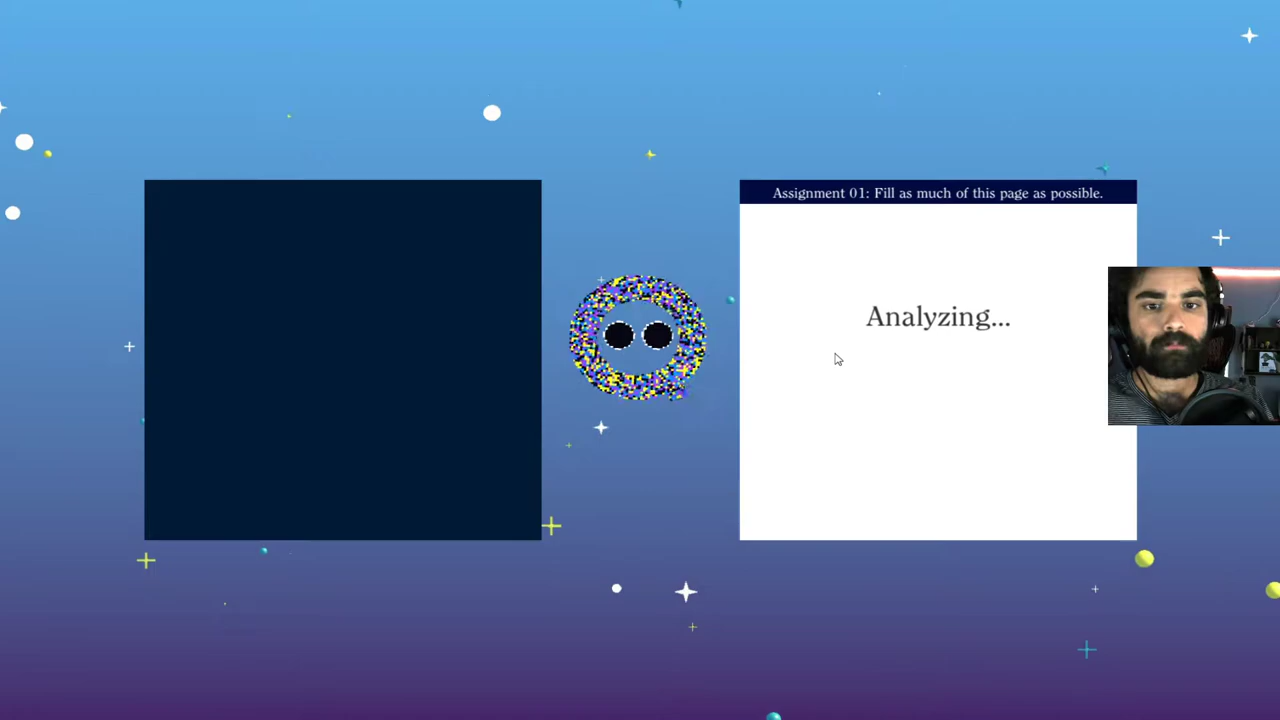 Assignment 01: Fill as much of this page as possible.
Analyzing...